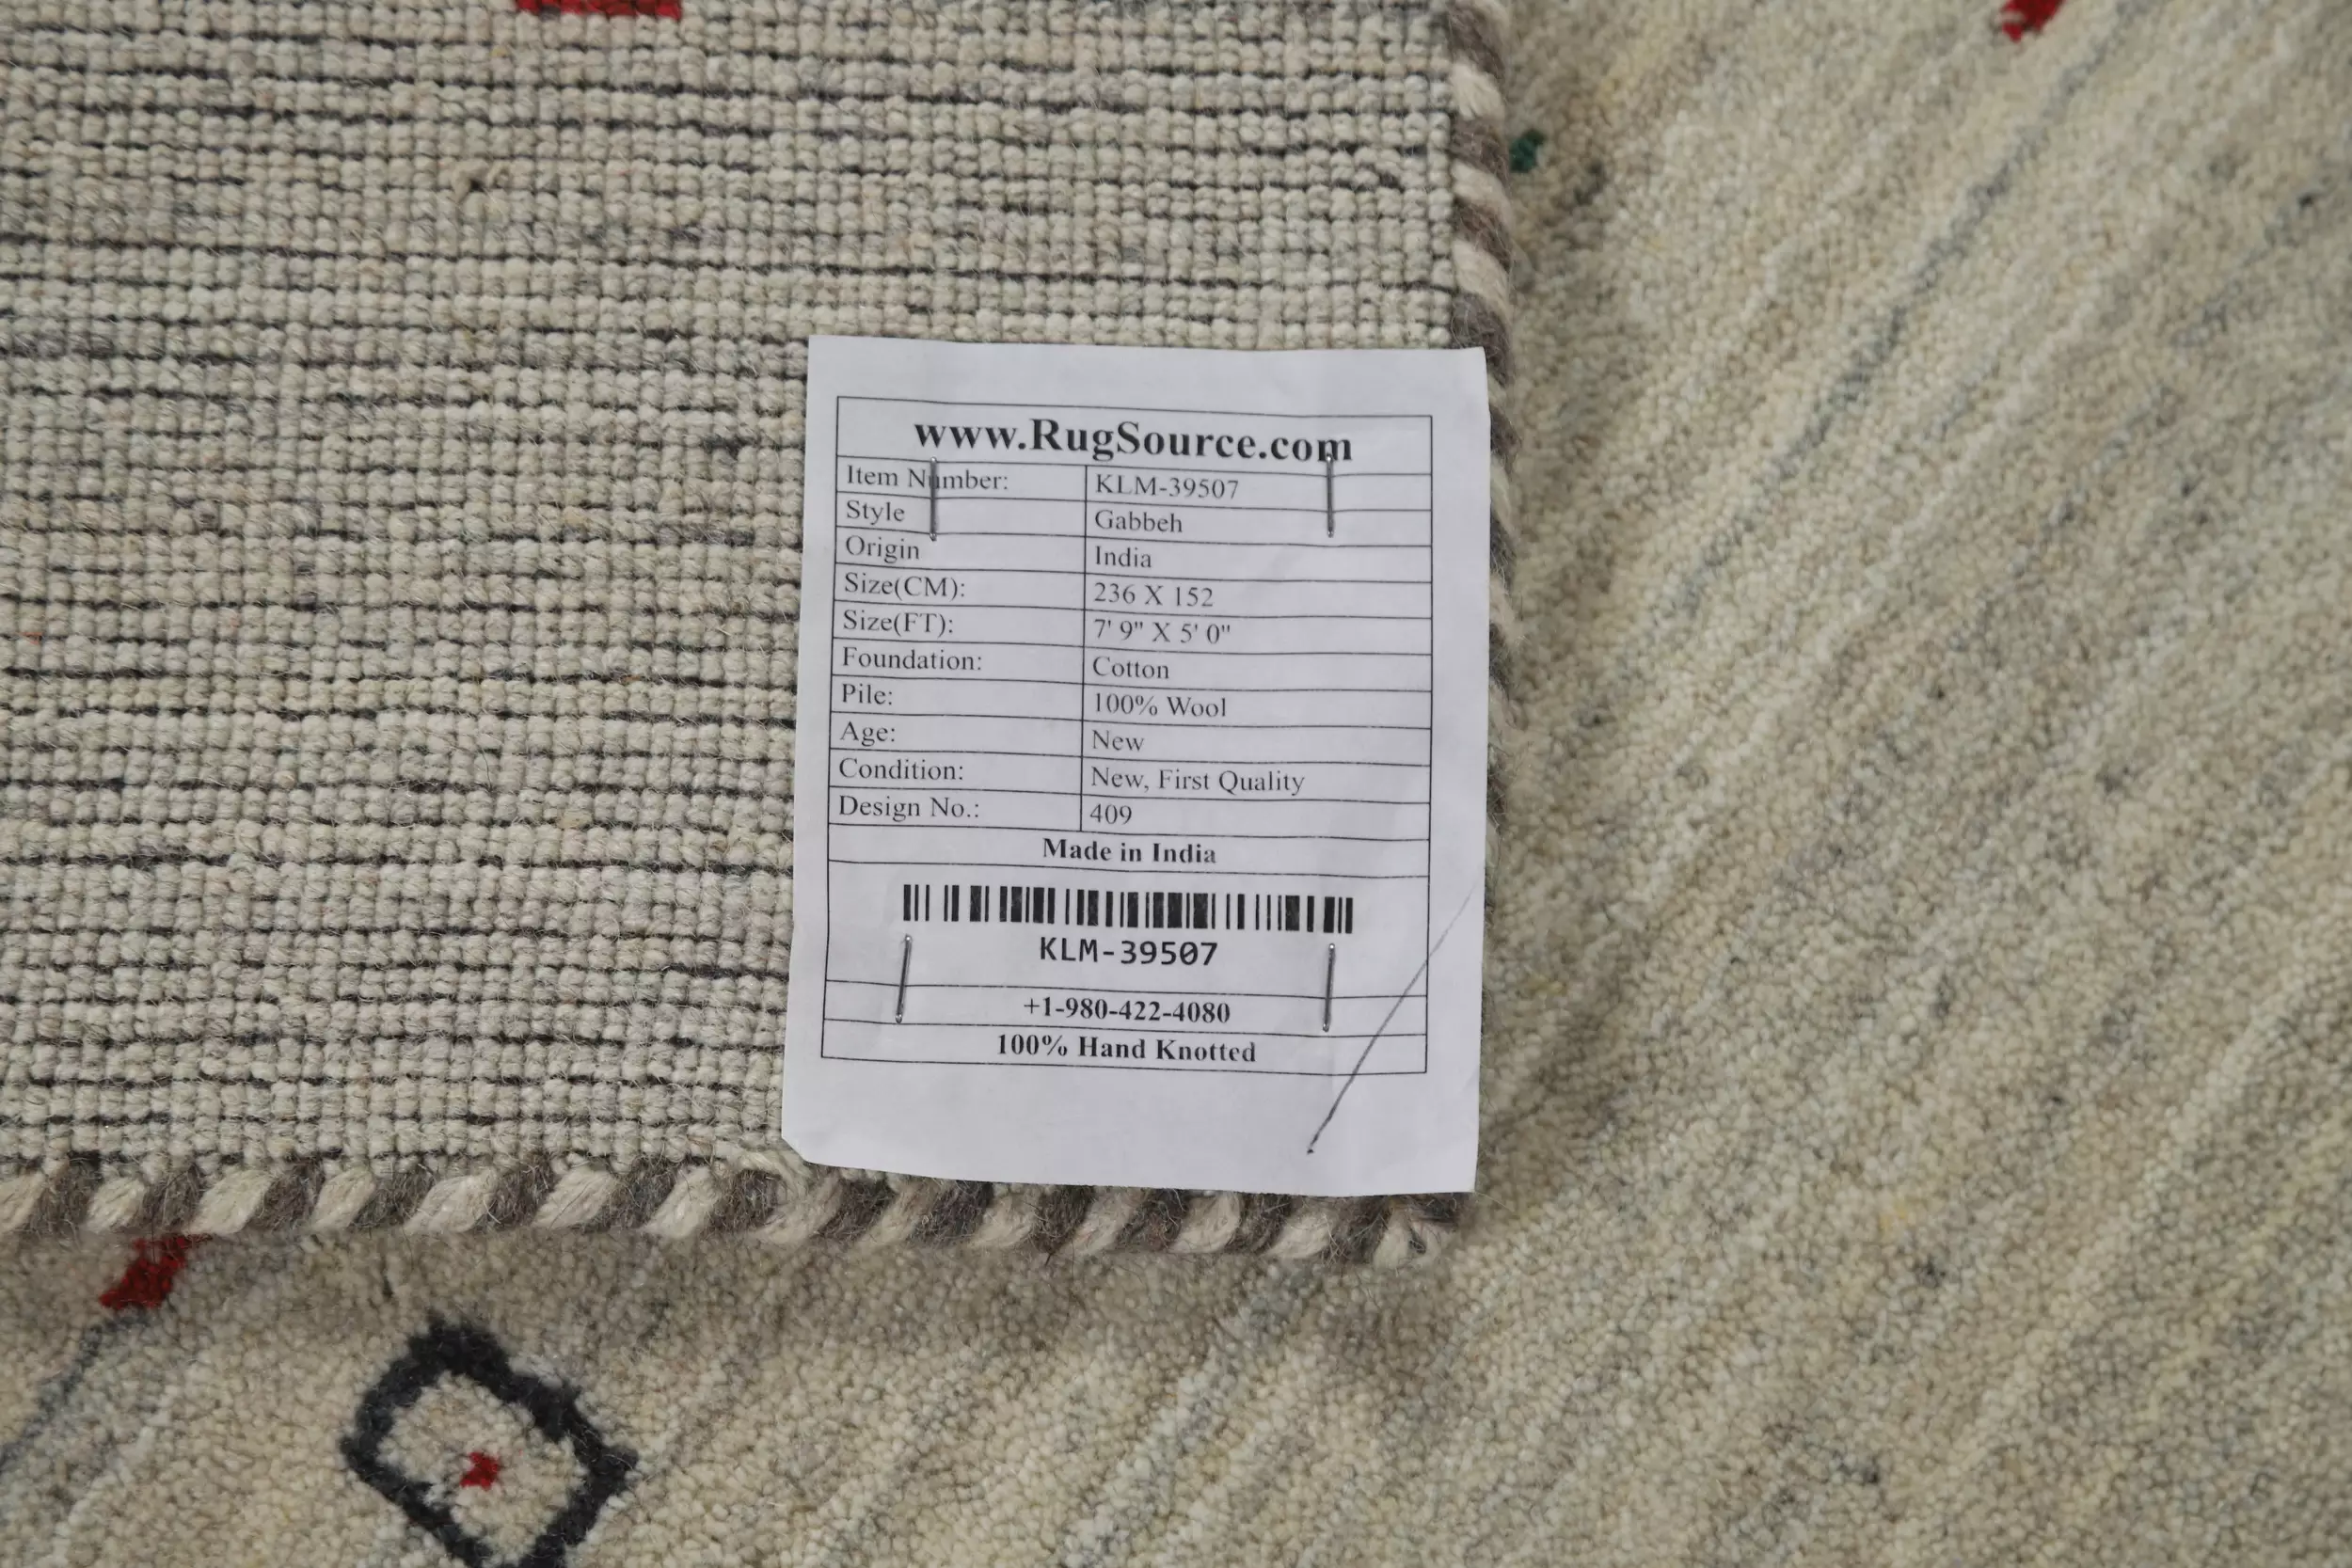 www.RugSource.com
Item Number: KLM-39507
Style Gabbeh
Origin India
Size(CM): 236 X 152
Size(FT): 7' 9" X 5' 0"
Foundation: Cotton
Pile: 100% Wool
Age: New
Condition: New, First Quality
Design No.: 409
Made in India
KLM-39507
+1-980-422-4080
100% Hand Knotted